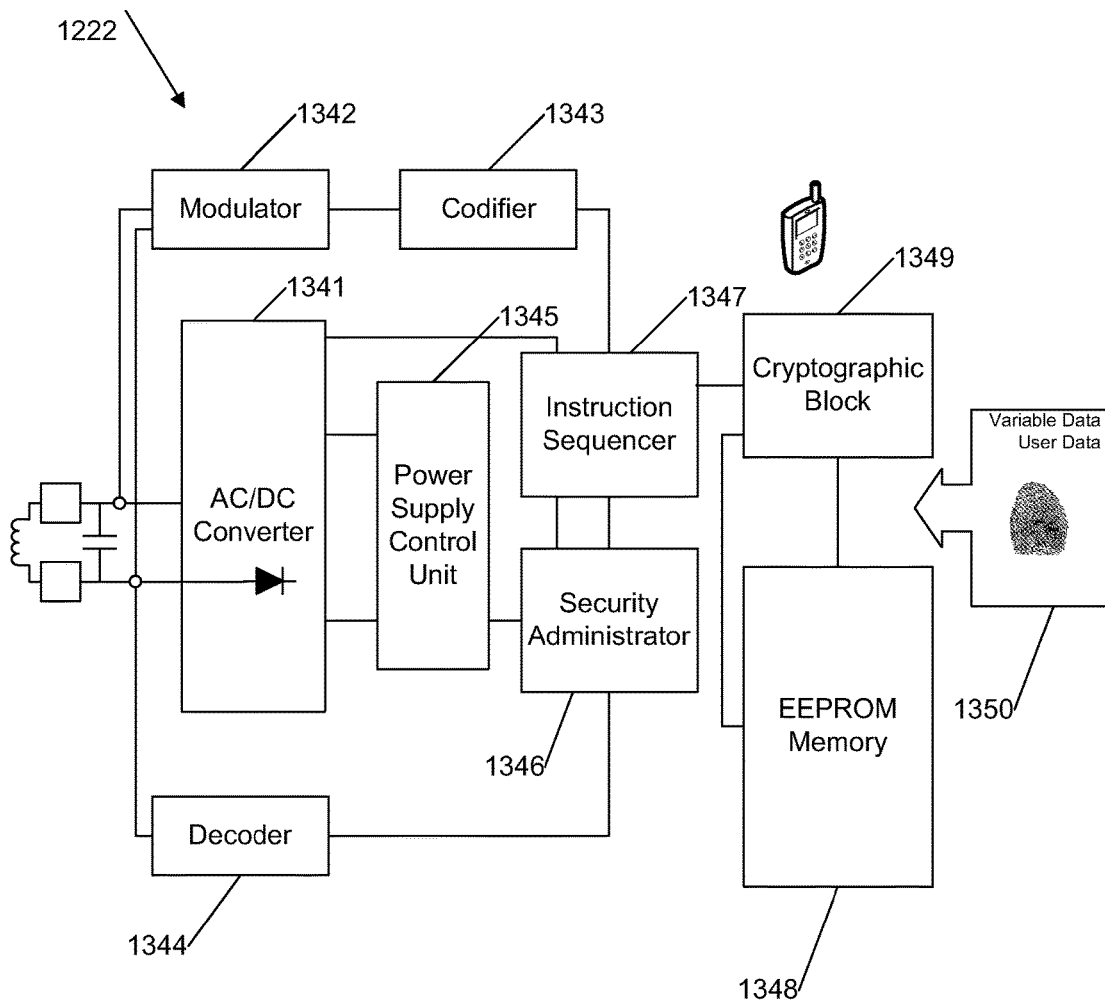 1222
1342
1343
Modulator
Codifier
1341
1345
1347
1349
AC/DC
Converter
Power
Supply
Control
Unit
Instruction
Sequencer
Cryptographic
Block
Variable Data
User Data
Security
Administrator
EEPROM
Memory
1350
1346
Decoder
1344
1348